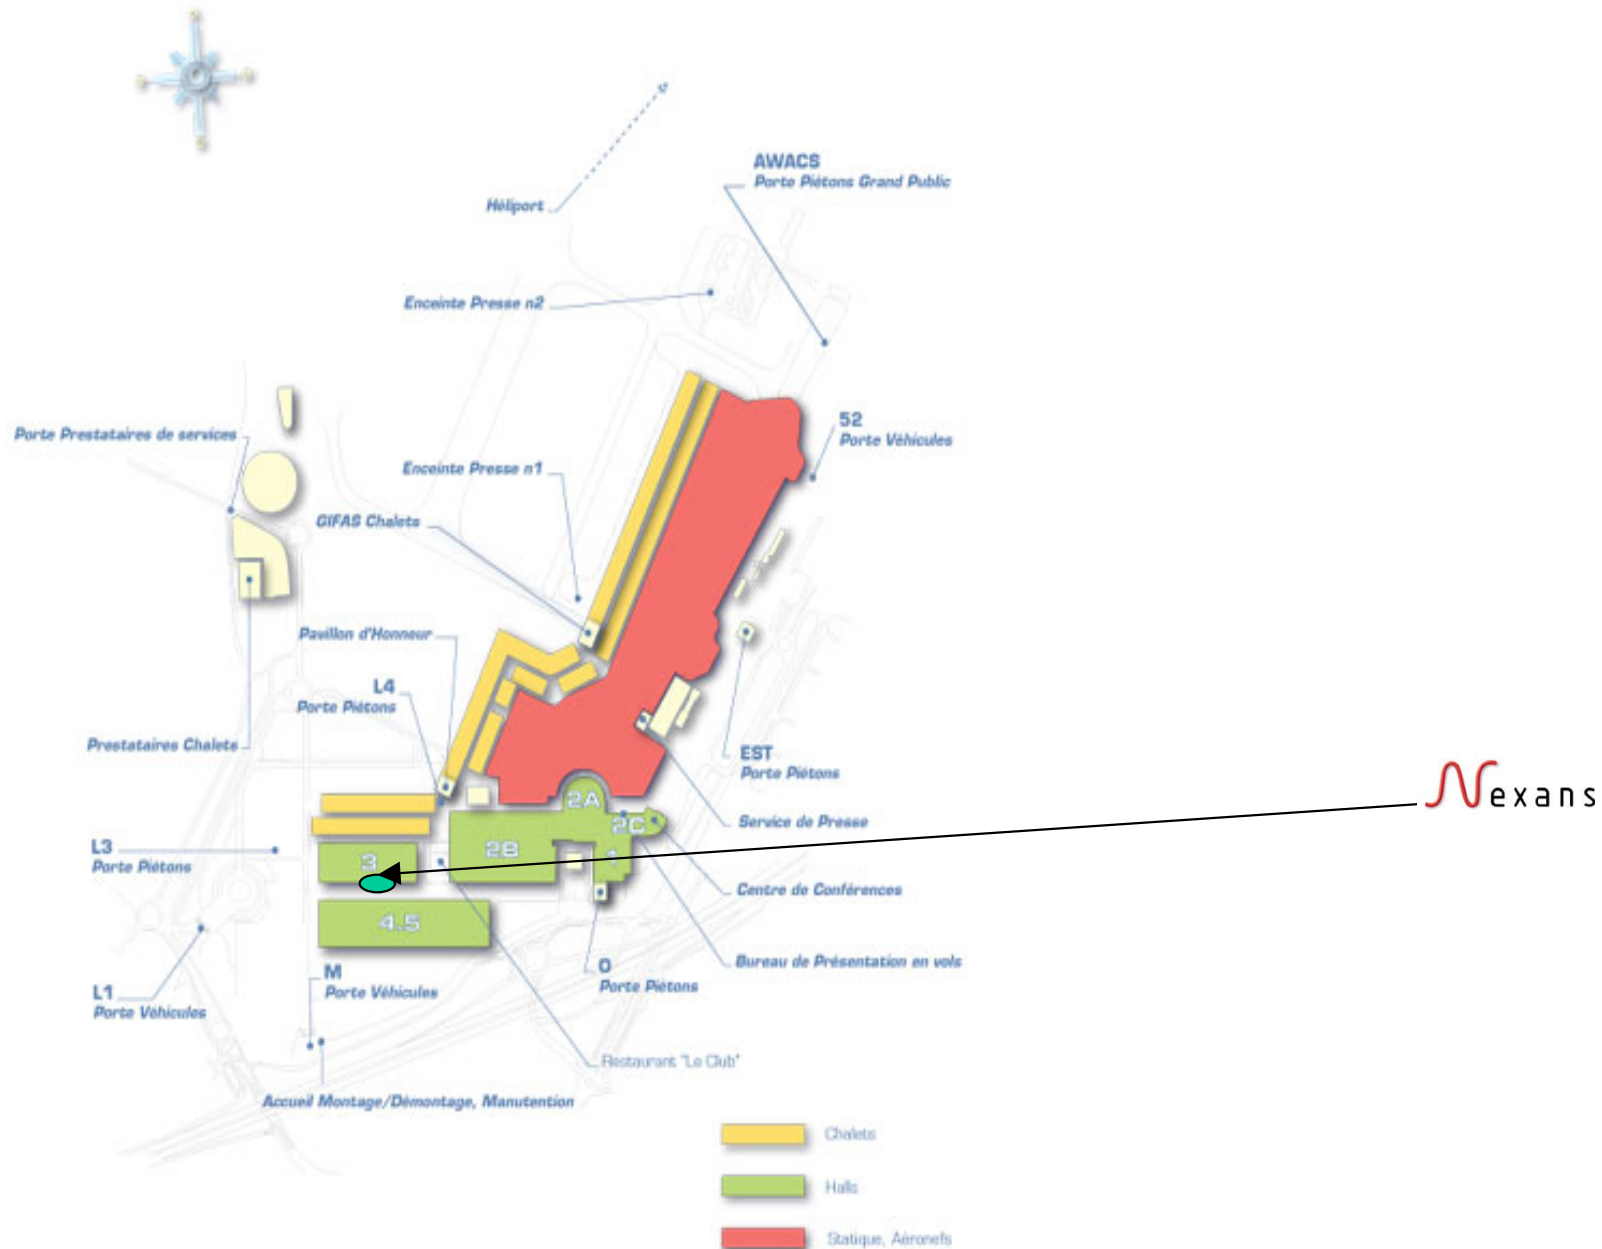 AWACS
Porte Piétons Grand Public
Héliport
Enceinte Presse n2
52
Porte Véhicules
Porte Prestataires de services
Enceinte Presse n1
GIFAS Chalets
Pavillon d'Honneur
L4
Porte Piétons
Prestataires Chalets
EST
Porte Piétons
Nexans
2A
2C
Service de Presse
L3
Porte Piétons
3
2B
1
Centre de Conférences
4.5
Bureau de Présentation en vols
O
Porte Piétons
M
Porte Véhicules
L1
Porte Véhicules
Restaurant "Le Club"
Accueil Montage/Démontage, Manutention
Chalets
Halls
Statique, Aéronefs